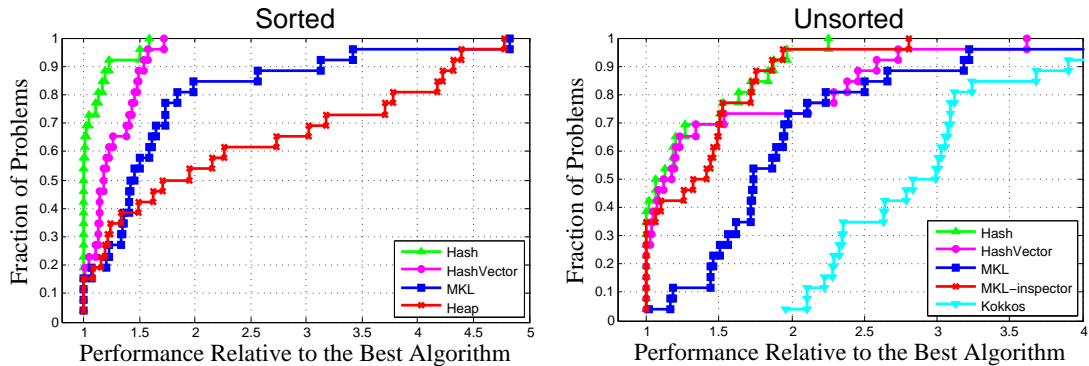 Sorted
1
0.9
0.8
0.7
0.6
0.5
0.4
0.3
0.2
0.1
0
Fraction of Problems
1 1.5 2 2.5 3 3.5 4 4.5 5
Performance Relative to the Best Algorithm
Hash
HashVector
MKL
Heap
Unsorted
1
0.9
0.8
0.7
0.6
0.5
0.4
0.3
0.2
0.1
0
Fraction of Problems
1 1.5 2 2.5 3 3.5 4
Performance Relative to the Best Algorithm
Hash
HashVector
MKL
MKL-inspector
Kokkos